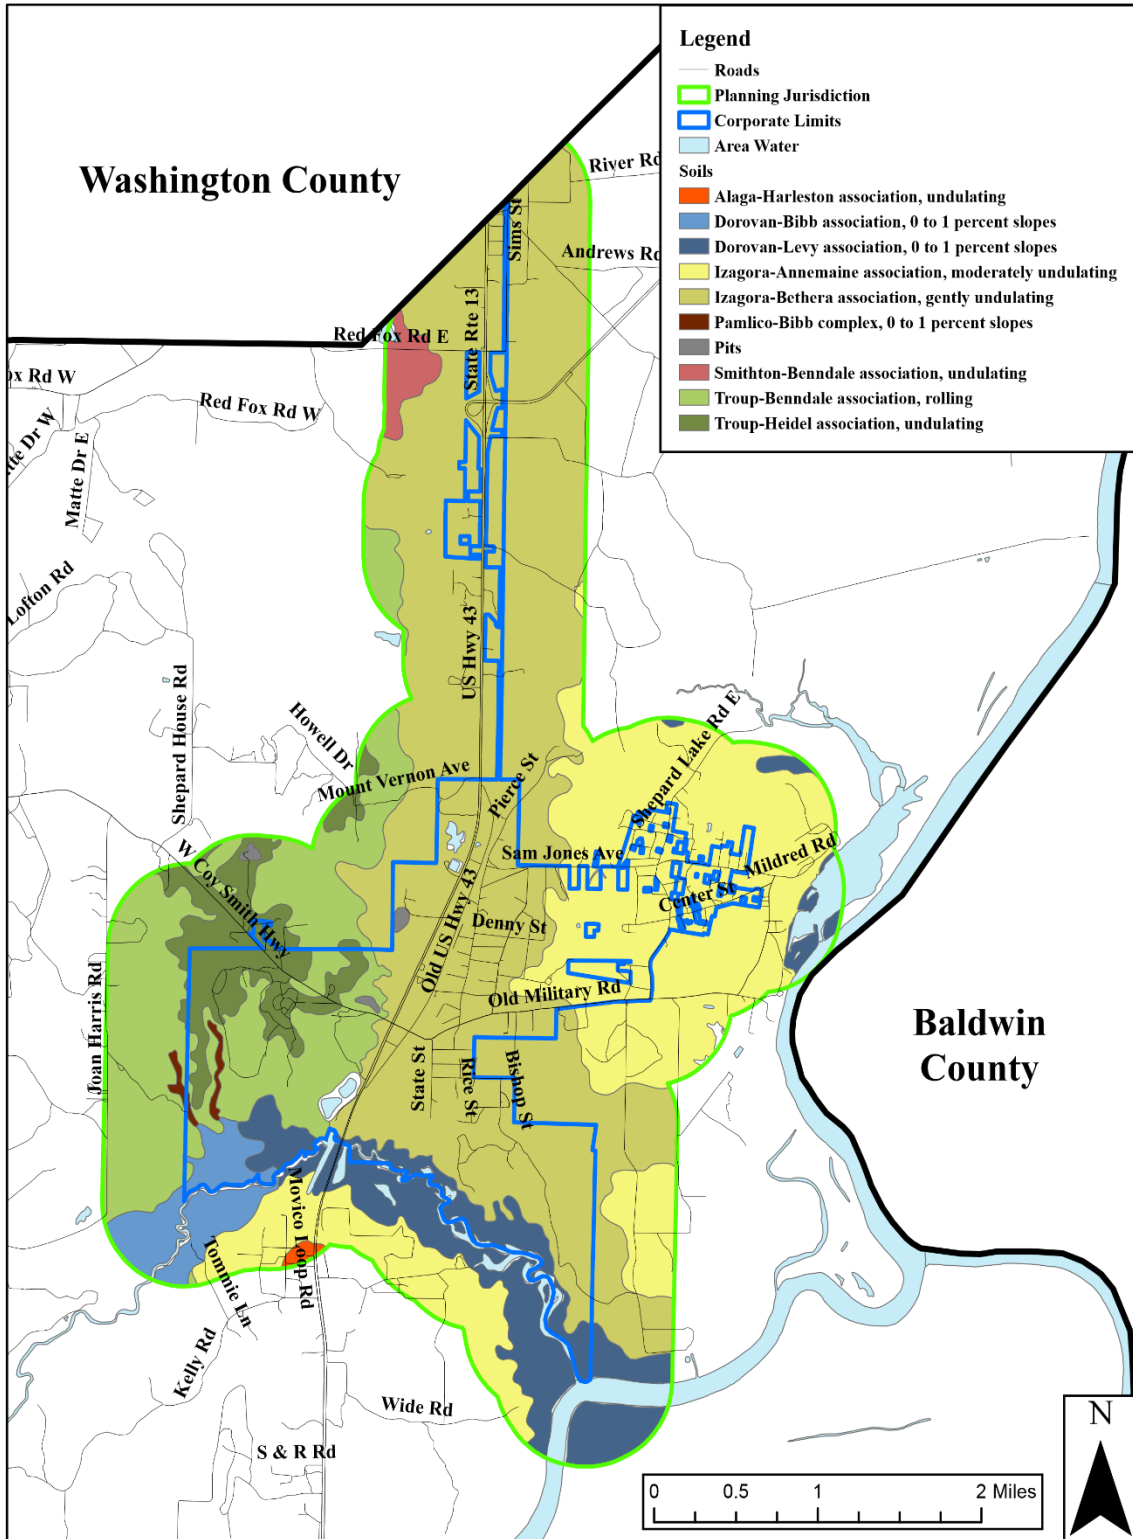 Legend
Roads
Planning Jurisdiction
Corporate Limits
Area Water
Soils
Alaga-Harleston association, undulating
Dorovan-Bibb association, 0 to 1 percent slopes
Dorovan-Levy association, 0 to 1 percent slopes
Izagora-Annemaine association, moderately undulating
Izagora-Bethera association, gently undulating
Pamlico-Bibb complex, 0 to 1 percent slopes
Pits
Smithton-Benndale association, undulating
Troup-Benndale association, rolling
Troup-Heidel association, undulating
Washington County
River Rd
Sims St
Andrews Rd
State Rte 13
Red Fox Rd E
ox Rd W
Red Fox Rd W
Matte Dr E
Lofton Rd
US Hwy 43
Shepard House Rd
Howell Dr
Mount Vernon Ave
Pierce St
Shepard Lake Rd E
W Coy Smith Hwy
Sam Jones Ave
Mildred Rd
Center St
Old US Hwy 43
Denny St
Old Military Rd
Joan Harris Rd
Baldwin
County
State St
Rice St
Bishop St
Movico Loop Rd
Tommie Ln
Kelly Rd
Wide Rd
S & R Rd
N
0 0.5 1 2 Miles